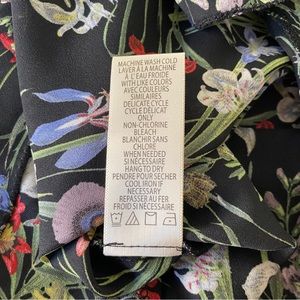 MACHINE WASH COLD
LAVER À LA MACHINE
À L'EAU FROIDE
WITH LIKE COLORS
AVEC COULEURS
SIMILAIRES
DELICATE CYCLE
CYCLE DÉLICAT
ONLY
NON-CHLORINE
BLEACH
BLANCHIR SANS
CHLORE
WHEN NEEDED
SI NÉCESSAIRE
HANG TO DRY
PENDRE POUR SÉCHER
COOL IRON IF
NECESSARY
REPASSER AU FER
DOUX SI NÉCESSAIRE